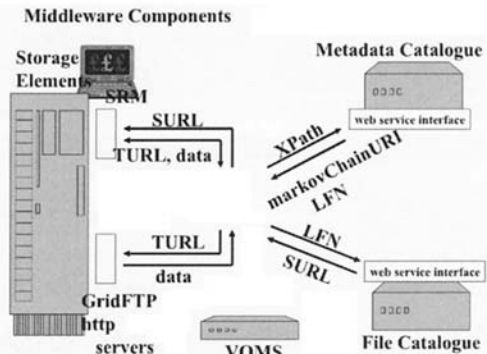 Middleware Components
Storage
Elements
£
SRM
SURL
TURL, data
TURL
data
GridFTP
http
servers
VOMS
Metadata Catalogue
web service interface
XPath
markovChainURI
LFN
LFN
SURL
web service interface
File Catalogue